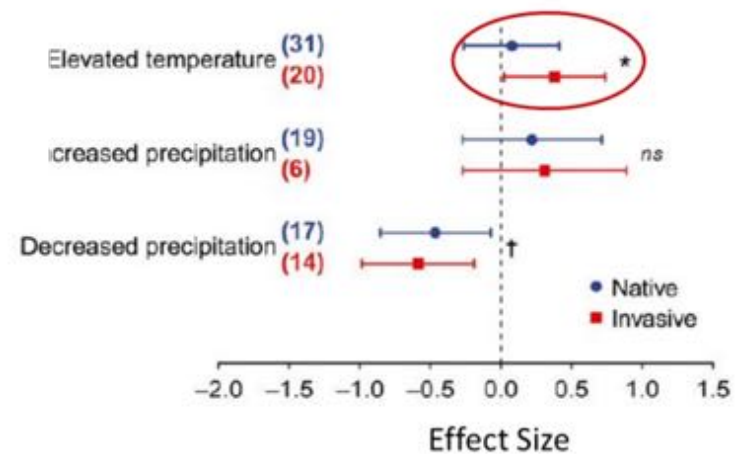 Elevated temperature (31)
(20)
*
creased precipitation (19)
(6)
ns
Decreased precipitation (17)
(14)
†
Native
Invasive
−2.0 −1.5 −1.0 −0.5 0.0 0.5 1.0 1.5
Effect Size